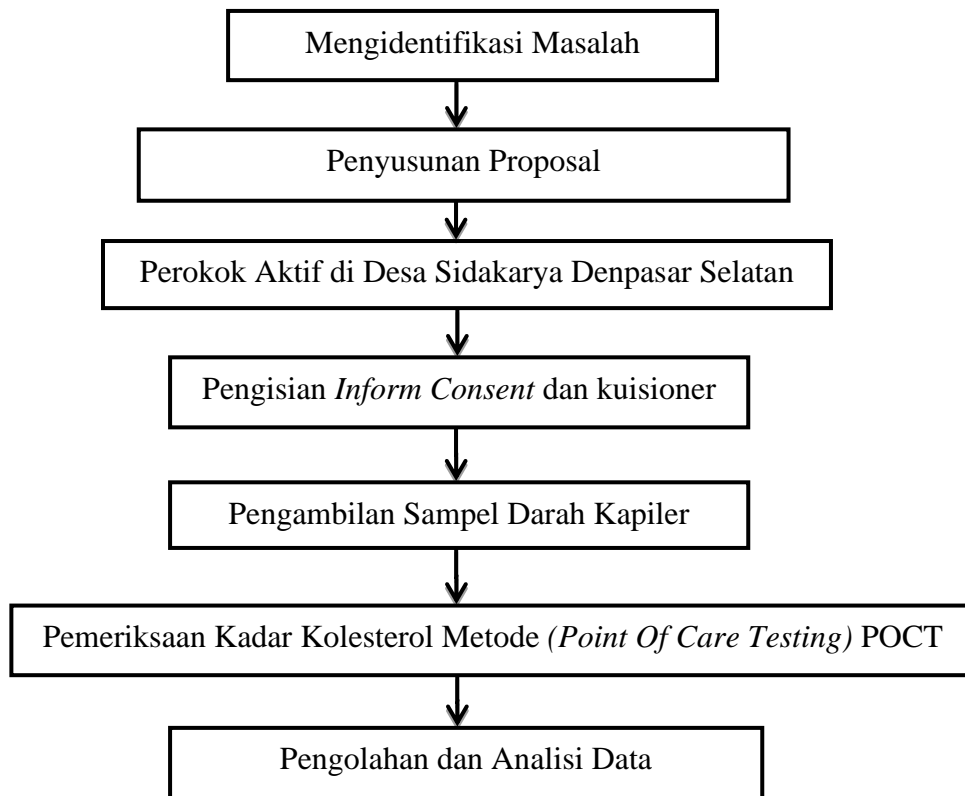 Mengidentifikasi Masalah
Penyusunan Proposal
Perokok Aktif di Desa Sidakarya Denpasar Selatan
Pengisian Inform Consent dan kuisioner
Pengambilan Sampel Darah Kapiler
Pemeriksaan Kadar Kolesterol Metode (Point Of Care Testing) POCT
Pengolahan dan Analisi Data